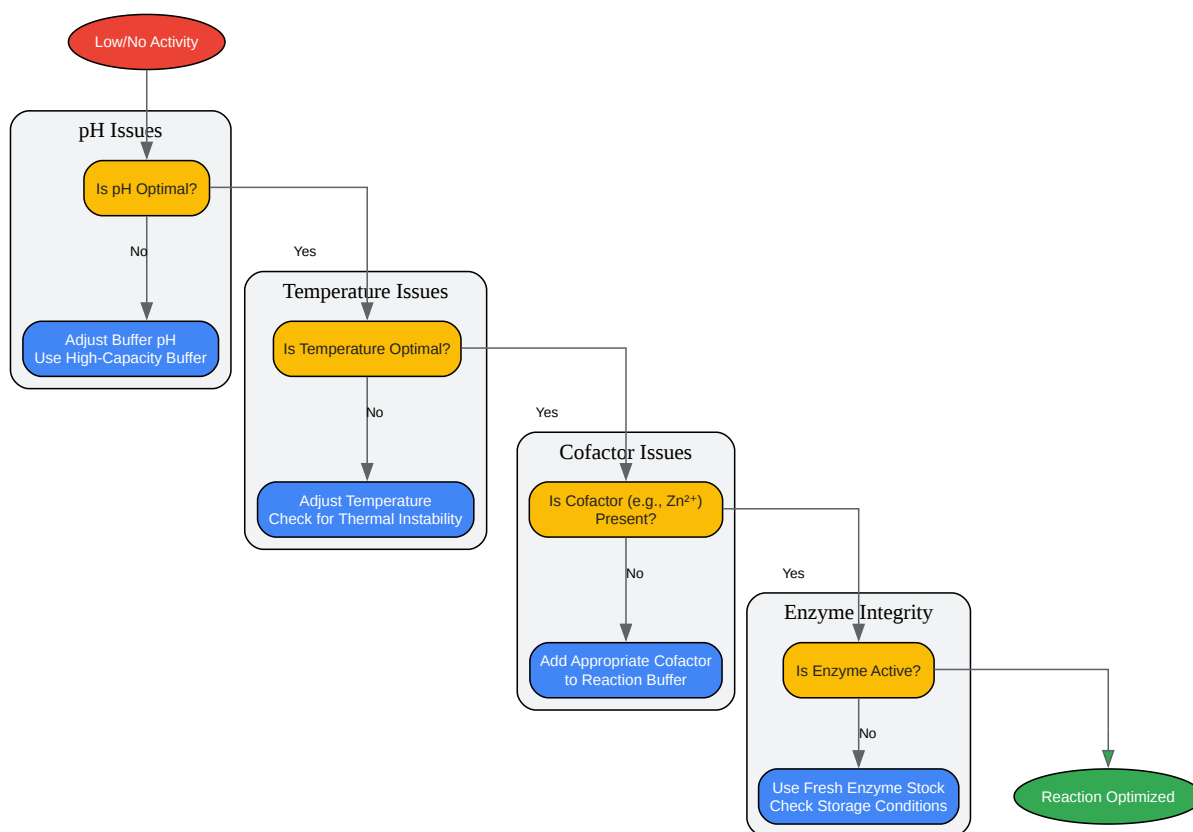 Low/No Activity
pH Issues
Is pH Optimal?
No
Yes
Adjust Buffer pH
Use High-Capacity Buffer
Temperature Issues
Is Temperature Optimal?
No
Yes
Adjust Temperature
Check for Thermal Instability
Cofactor Issues
Is Cofactor (e.g., Zn²⁺)
Present?
No
Yes
Add Appropriate Cofactor
to Reaction Buffer
Enzyme Integrity
Is Enzyme Active?
No
Use Fresh Enzyme Stock
Check Storage Conditions
Reaction Optimized